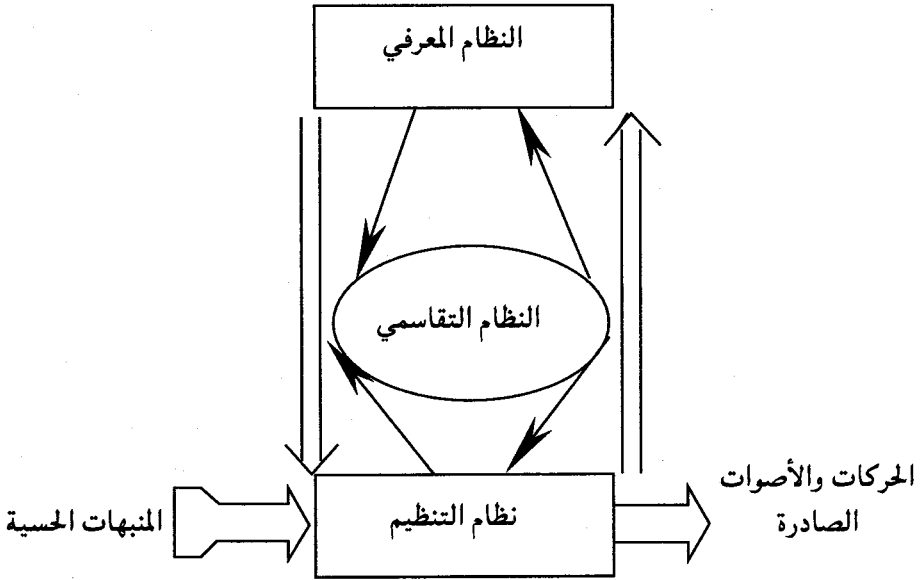 النظام المعرفي
النظام التقاسمي
الحركات والأصوات
الصادرة
نظام التنظيم
المنبهات الحسية